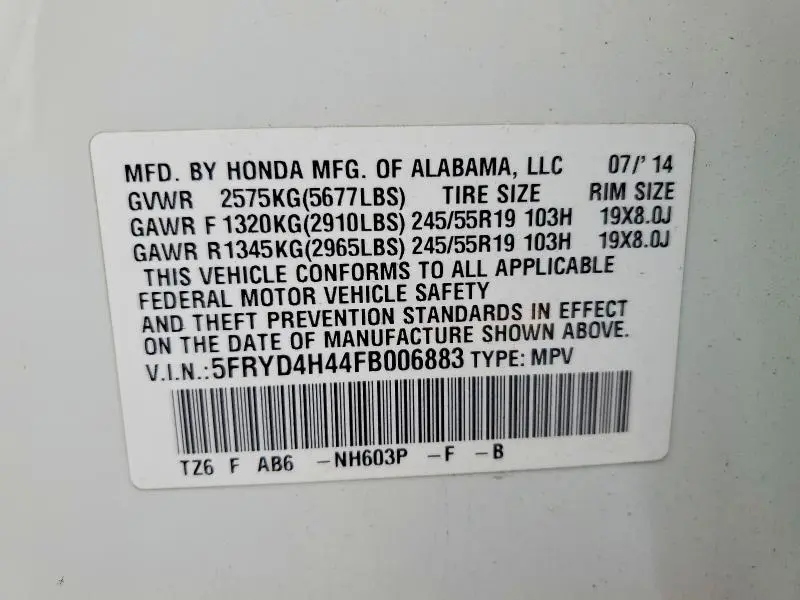 MFD. BY HONDA MFG. OF ALABAMA, LLC 07/'14
GVWR 2575KG(5677LBS) TIRE SIZE RIM SIZE
GAWR F 1320KG(2910LBS) 245/55R19 103H 19X8.0J
GAWR R 1345KG(2965LBS) 245/55R19 103H 19X8.0J
THIS VEHICLE CONFORMS TO ALL APPLICABLE
FEDERAL MOTOR VEHICLE SAFETY
AND THEFT PREVENTION STANDARDS IN EFFECT
ON THE DATE OF MANUFACTURE SHOWN ABOVE.
V.I.N.: 5FRYD4H44FB006883 TYPE: MPV
TZ6 F AB6 -NH603P -F -B